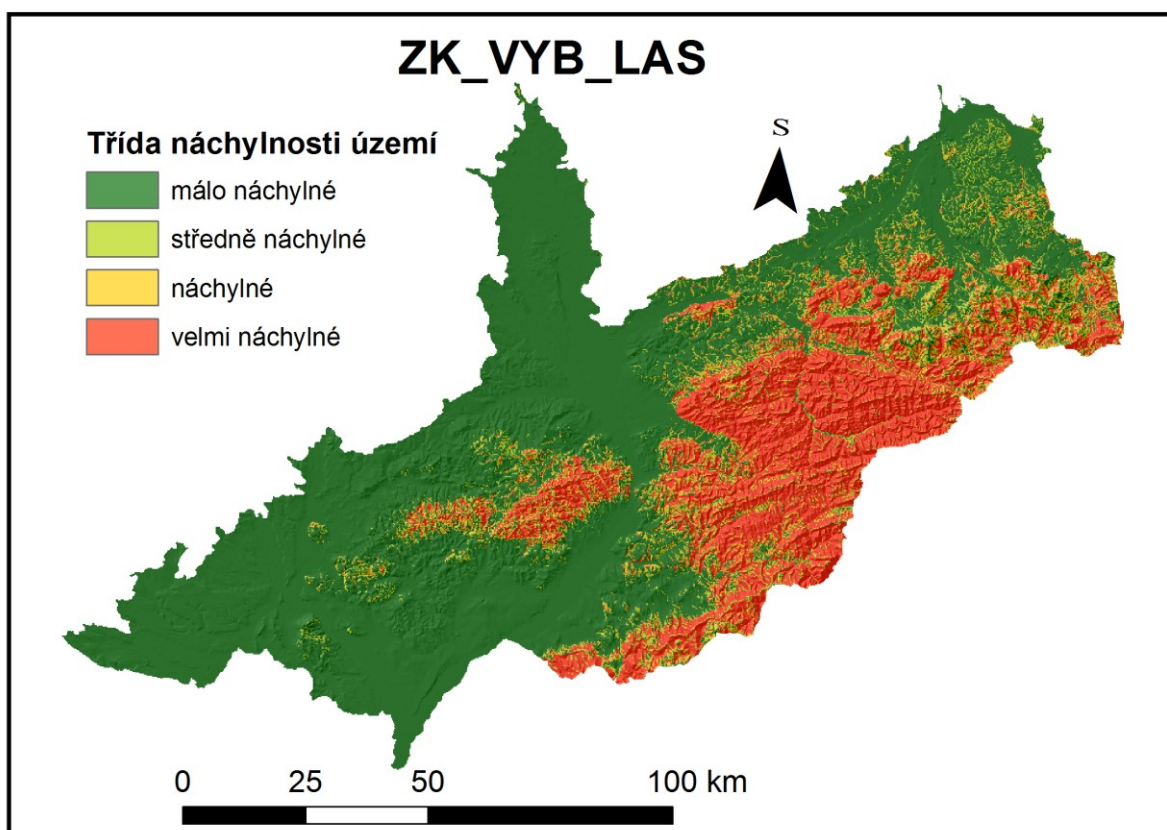 ZK_VYB_LAS
Třída náchylnosti území
málo náchylné
středně náchylné
náchylné
velmi náchylné
S
0 25 50 100 km